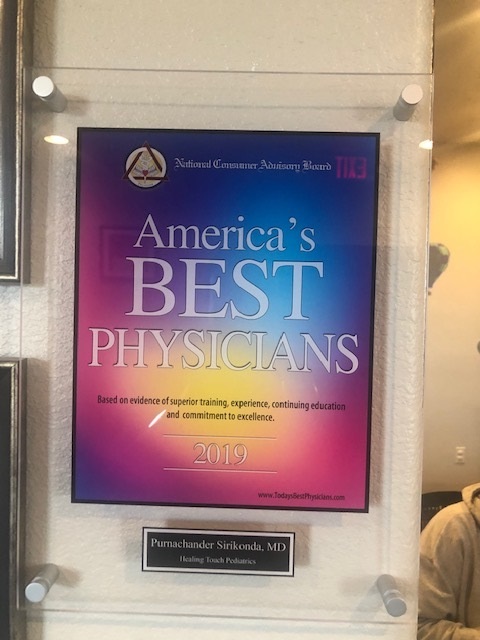 National Consumer Advisory Board
EXIT
America's
BEST
PHYSICIANS
Based on evidence of superior training, experience, continuing education
and commitment to excellence.
2019
www.TodaysBestPhysicians.com
Purnachander Sirikonda, MD
Healing Touch Pediatrics